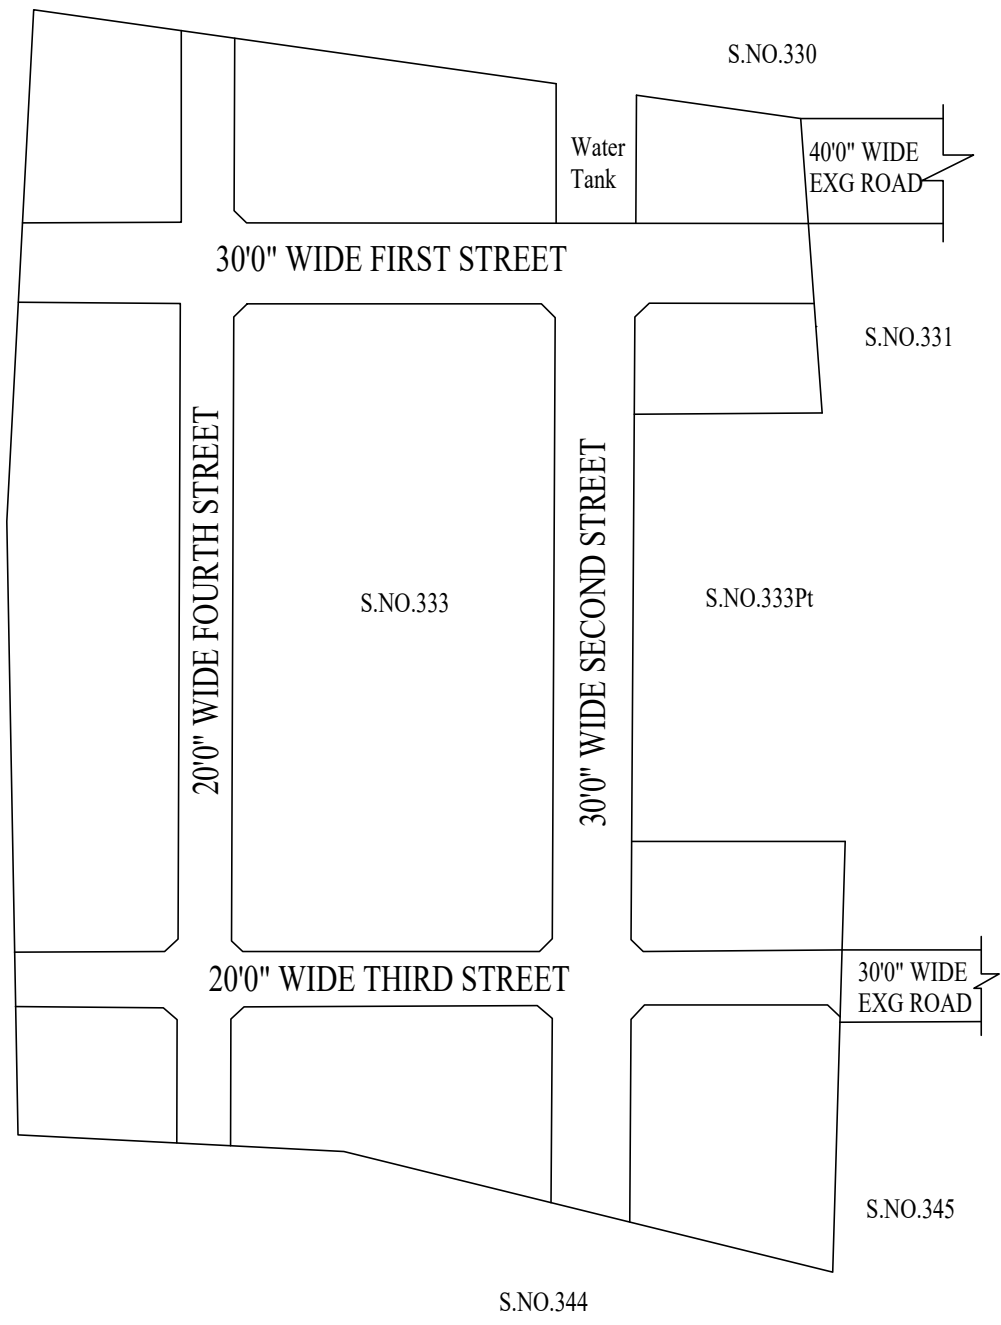 S.NO.330
Water
Tank
40'0" WIDE
EXG ROAD
30'0" WIDE FIRST STREET
S.NO.331
20'0" WIDE FOURTH STREET
30'0" WIDE SECOND STREET
S.NO.333
S.NO.333Pt
20'0" WIDE THIRD STREET
30'0" WIDE
EXG ROAD
S.NO.345
S.NO.344